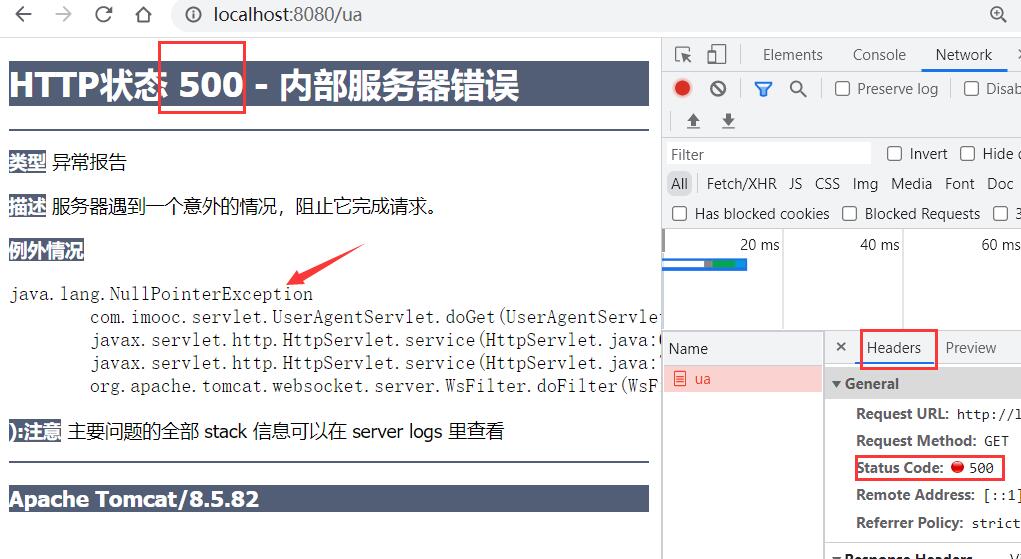 localhost:8080/ua
HTTP状态 500 - 内部服务器错误
类型 异常报告
描述 服务器遇到一个意外的情况，阻止它完成请求。
例外情况
java.lang.NullPointerException
com.imooc.servlet.UserAgentServlet.doGet(UserAgentServlet
javax.servlet.http.HttpServlet.service(HttpServlet.java:
javax.servlet.http.HttpServlet.service(HttpServlet.java:
org.apache.tomcat.websocket.server.WsFilter.doFilter(WsF
):注意 主要问题的全部 stack 信息可以在 server logs 里查看
Apache Tomcat/8.5.82
Elements Console Network
Preserve log Disab
Filter Invert Hide
All Fetch/XHR JS CSS Img Media Font Doc
Has blocked cookies Blocked Requests 3
20 ms 40 ms 60 ms
Name
ua
× Headers Preview
General
Request URL: http://l
Request Method: GET
Status Code: 500
Remote Address: [::1]
Referrer Policy: strict
Response Headers